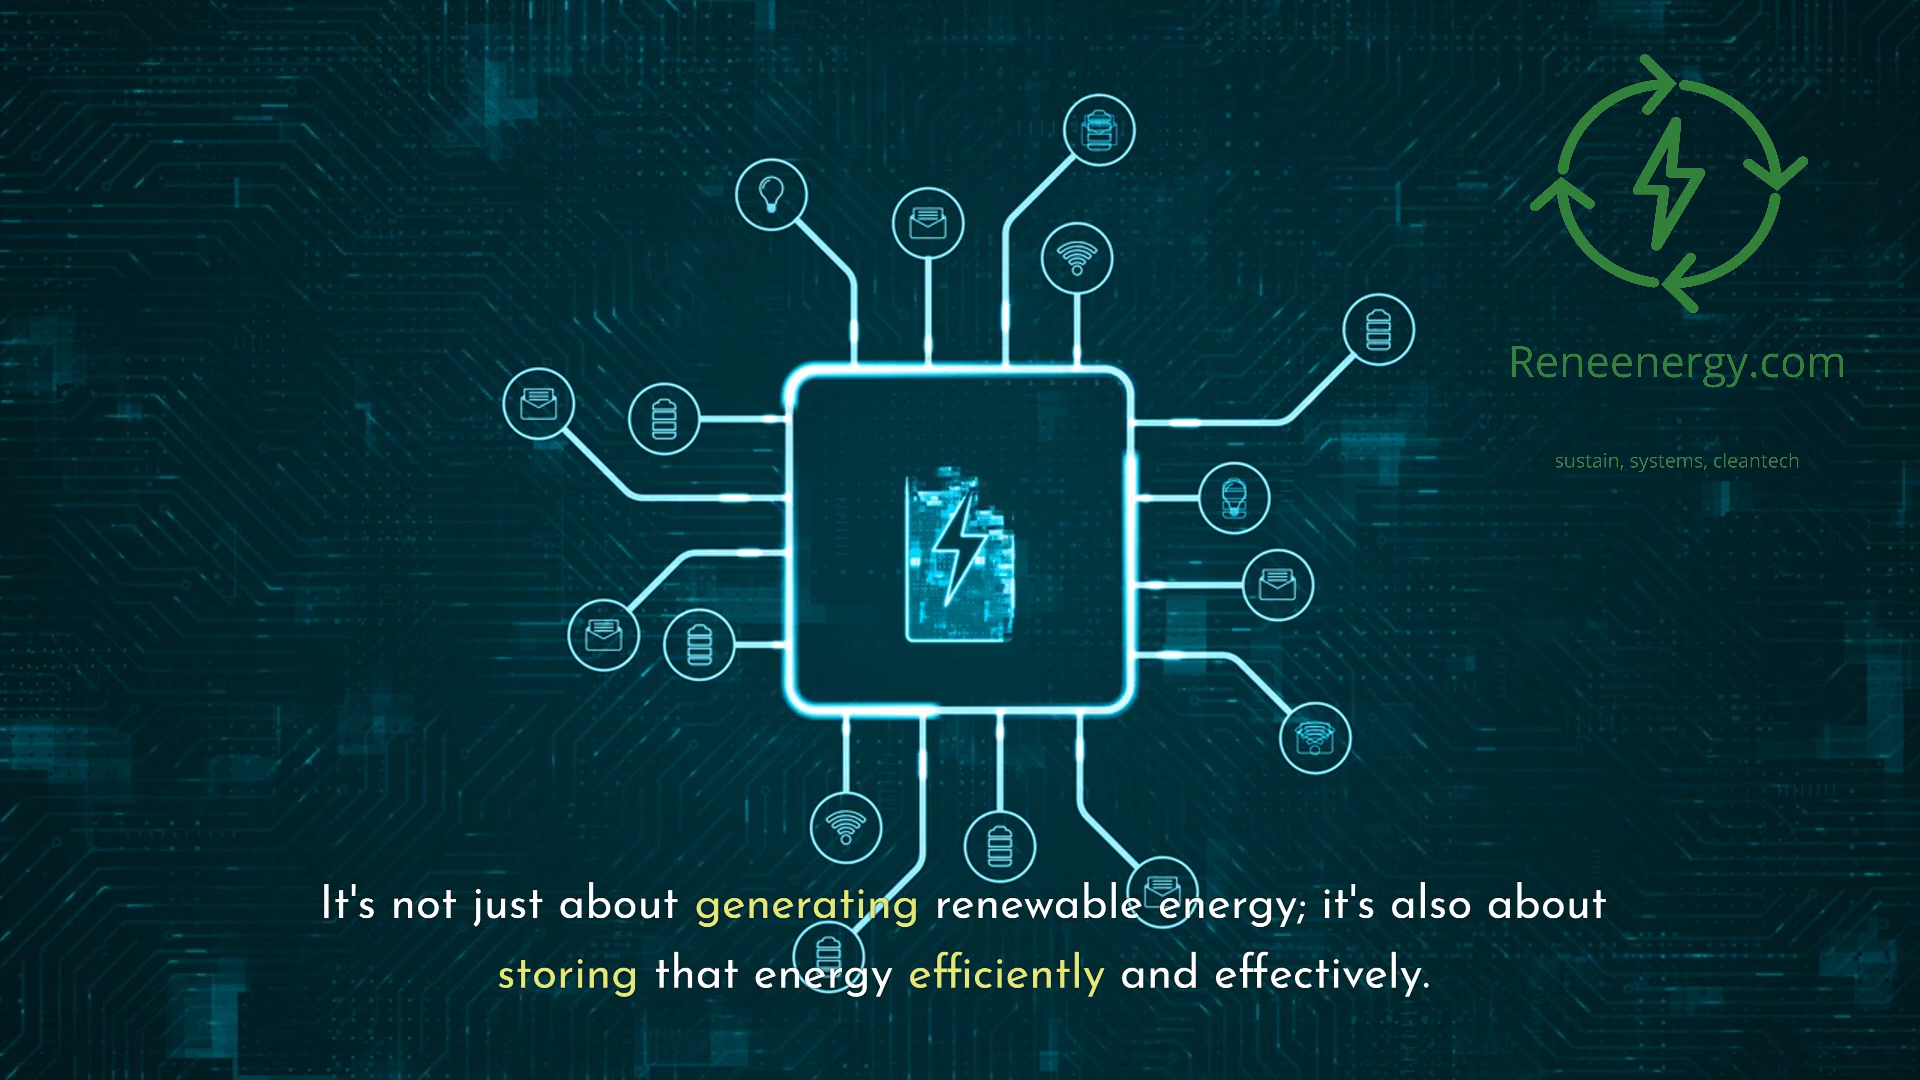 Reneenergy.com
sustain, systems, cleantech
It's not just about generating renewable energy; it's also about
storing that energy efficiently and effectively.